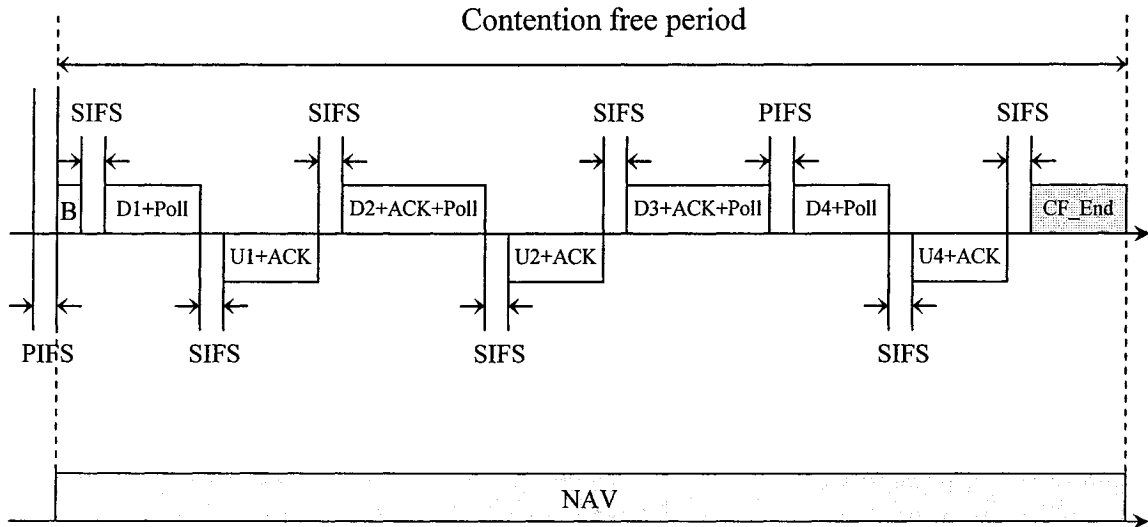 Contention free period
SIFS
SIFS
SIFS
PIFS
SIFS
B
D1+Poll
D2+ACK+Poll
D3+ACK+Poll
D4+Poll
CF_End
U1+ACK
U2+ACK
U4+ACK
PIFS
SIFS
SIFS
SIFS
NAV